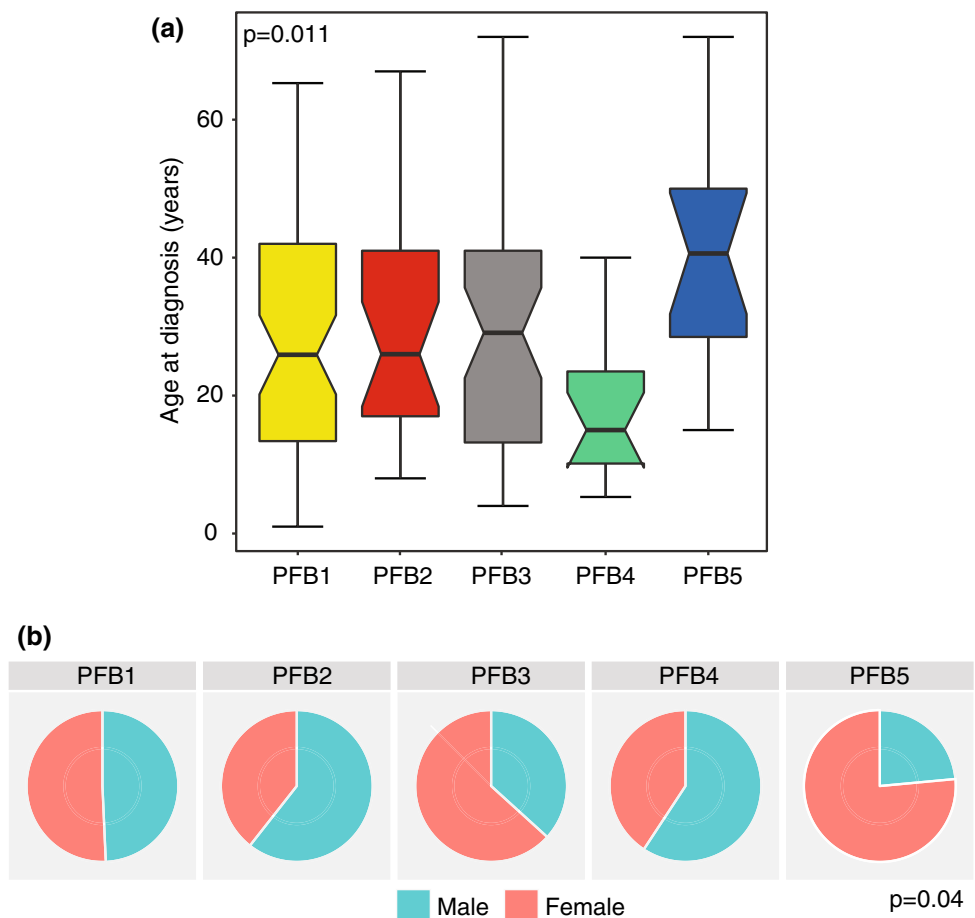 (a)
p=0.011
Age at diagnosis (years)
60
40
20
0
PFB1 PFB2 PFB3 PFB4 PFB5
(b)
PFB1 PFB2 PFB3 PFB4 PFB5
Male Female
p=0.04